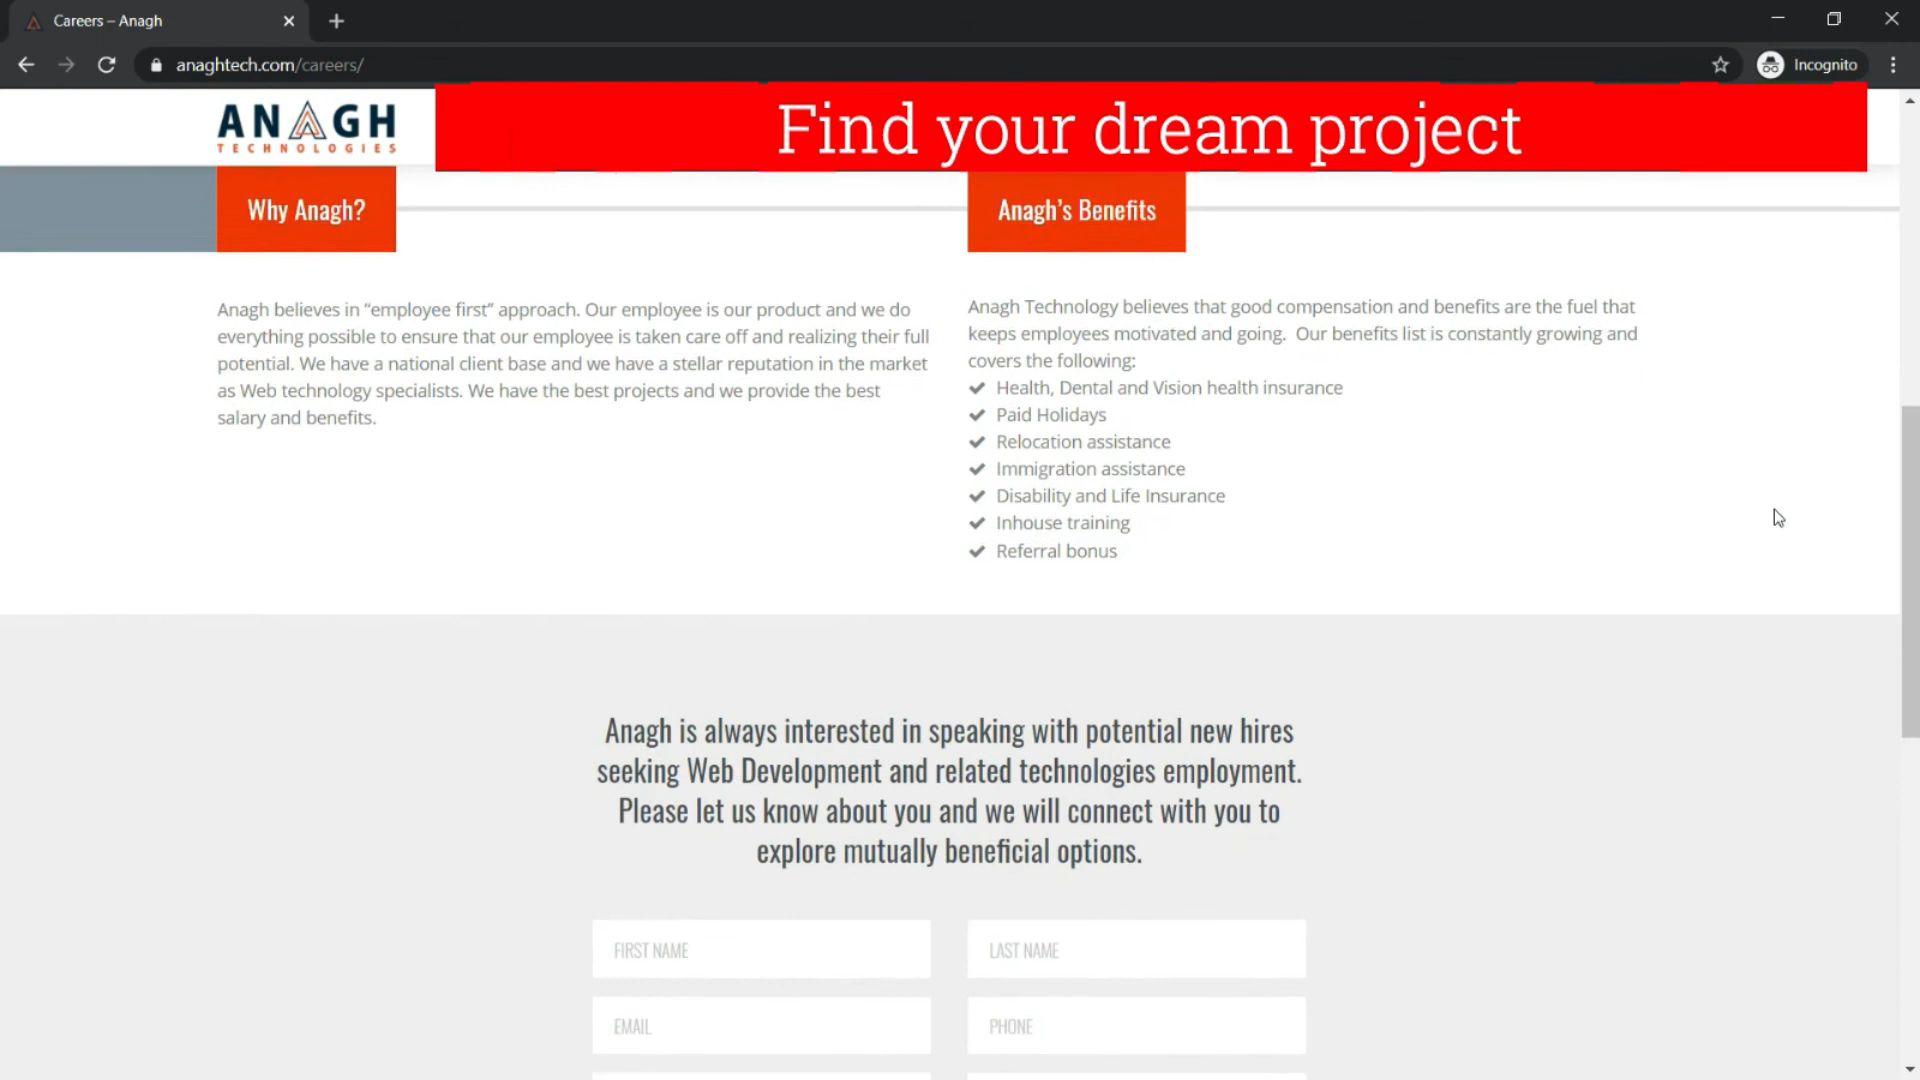 Careers – Anagh
anaghtech.com/careers/
Incognito
ANAGH
TECHNOLOGIES
Find your dream project
Why Anagh?
Anagh believes in “employee first” approach. Our employee is our product and we do
everything possible to ensure that our employee is taken care off and realizing their full
potential. We have a national client base and we have a stellar reputation in the market
as Web technology specialists. We have the best projects and we provide the best
salary and benefits.
Anagh’s Benefits
Anagh Technology believes that good compensation and benefits are the fuel that
keeps employees motivated and going. Our benefits list is constantly growing and
covers the following:
Health, Dental and Vision health insurance
Paid Holidays
Relocation assistance
Immigration assistance
Disability and Life Insurance
Inhouse training
Referral bonus
Anagh is always interested in speaking with potential new hires
seeking Web Development and related technologies employment.
Please let us know about you and we will connect with you to
explore mutually beneficial options.
FIRST NAME
LAST NAME
EMAIL
PHONE